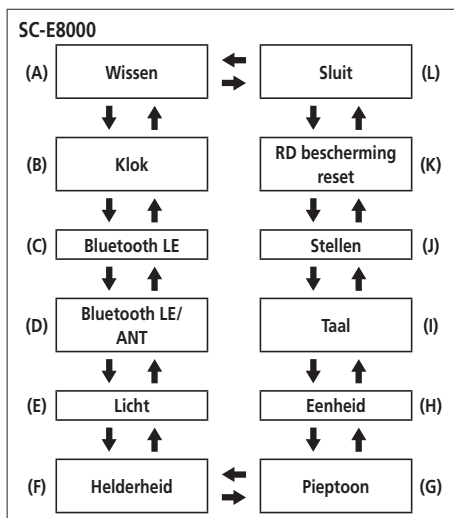 SC-E8000
(A) Wissen Sluit (L)
(B) Klok RD bescherming
reset (K)
(C) Bluetooth LE Stellen (J)
(D) Bluetooth LE/
ANT Taal (I)
(E) Licht Eenheid (H)
(F) Helderheid Pieptoon (G)